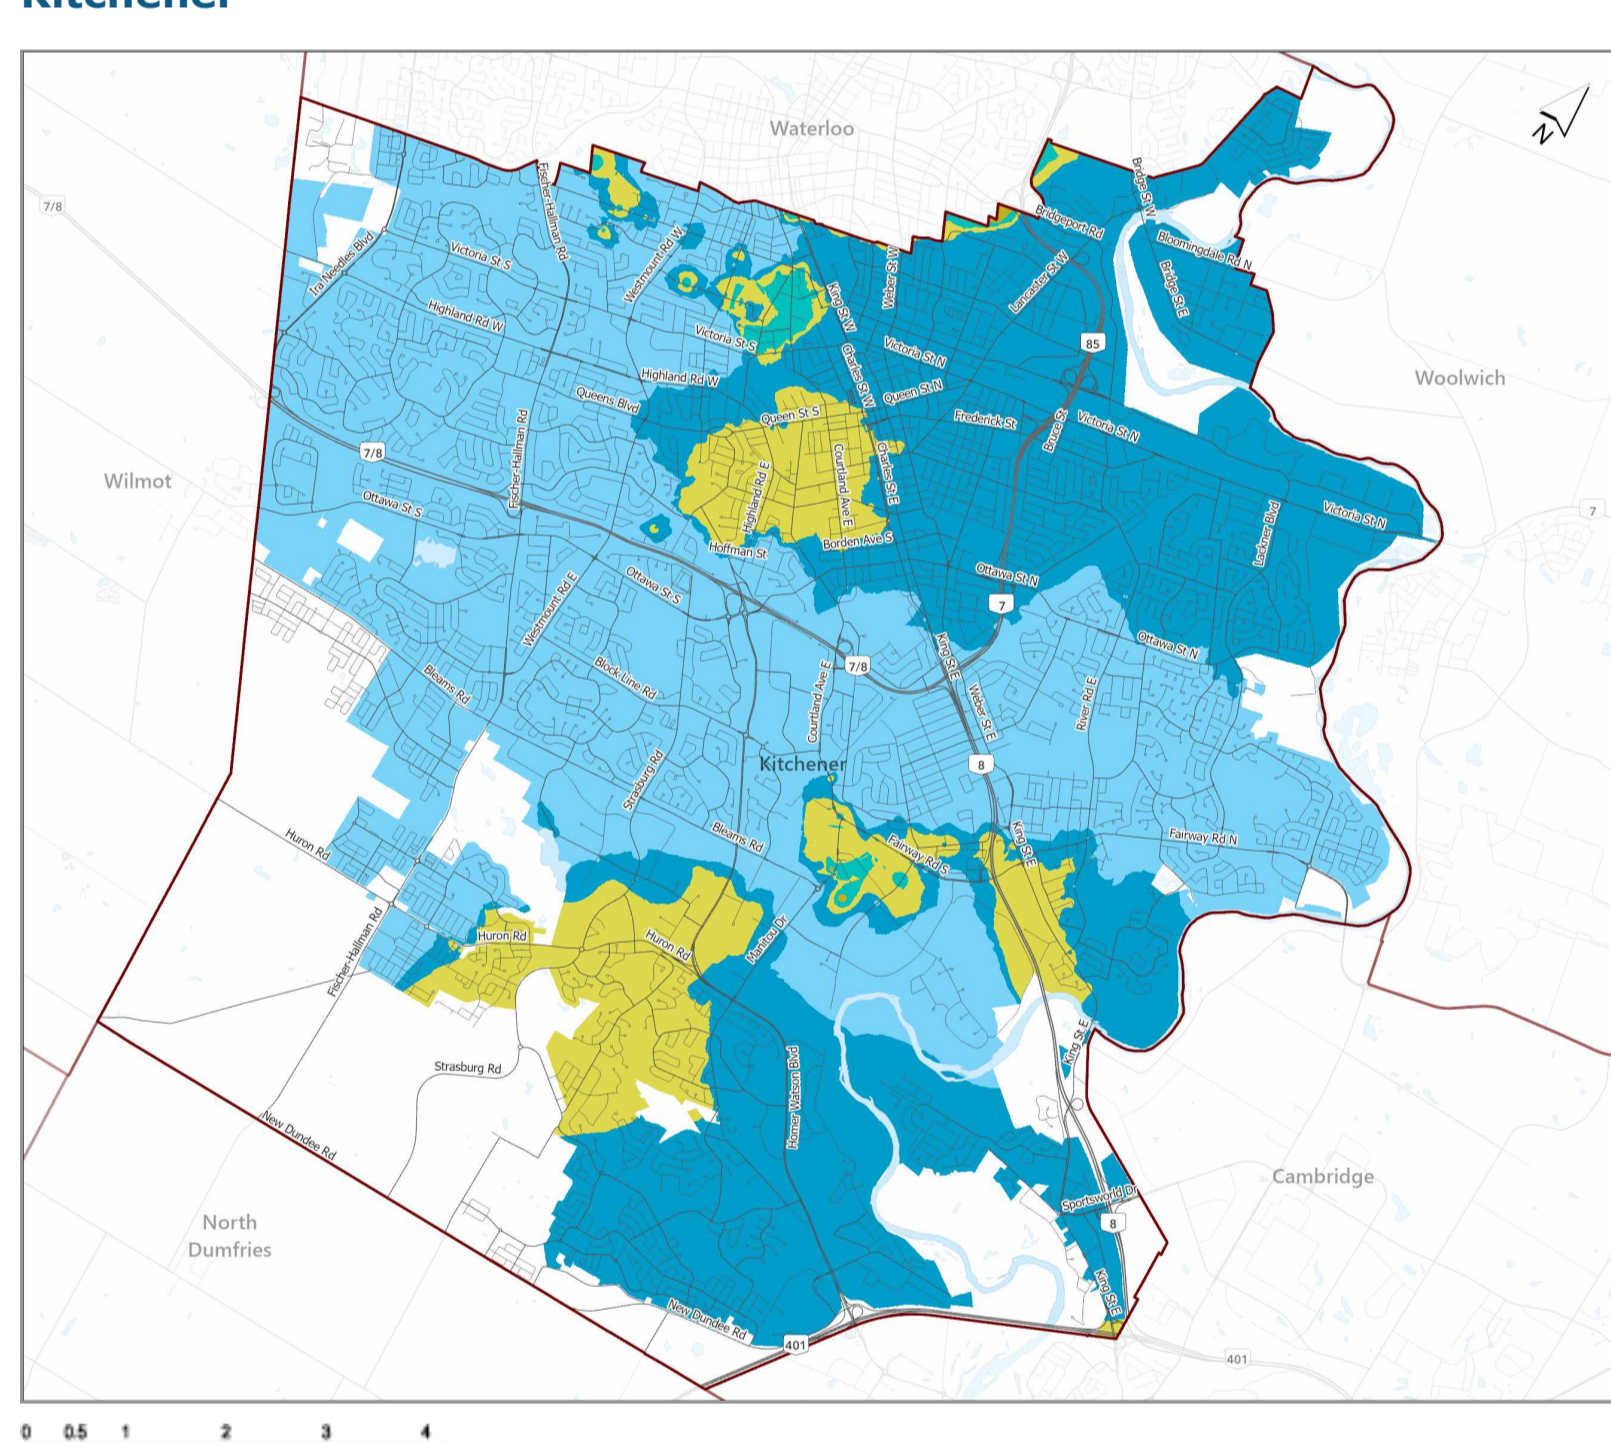 Kitchener
Waterloo
N
7/8
Fischer-Hallman Rd
Bridge St W
Bridgeport Rd
Bloomingdale Rd N
Ira Needles Blvd
Victoria St S
Westmount Rd W
Weber St W
Lancaster St W
Bridge St E
Highland Rd W
King St W
Victoria St S
85
Victoria St N
Charles St W
Woolwich
Highland Rd W
Queens Blvd
Queen St N
Queen St S
Frederick St
Bruce St
Victoria St N
7/8
Fischer-Hallman Rd
Wilmot
Highland Rd E
Courtland Ave E
Charles St E
Ottawa St S
Lackner Blvd
Victoria St N
7
Hoffman St
Borden Ave S
Ottawa St S
Ottawa St N
Westmount Rd E
7
Ottawa St N
Bleams Rd
Block Line Rd
7/8
King St E
Courtland Ave E
Weber St E
River Rd E
Kitchener
8
Strasburg Rd
Bleams Rd
Huron Rd
Fairway Rd S
King St E
Fairway Rd N
Fischer-Hallman Rd
Huron Rd
Huron Rd
Manitou Dr
King St E
Strasburg Rd
Homer Watson Blvd
New Dundee Rd
Cambridge
Sportsworld Dr
North
Dumfries
8
King St E
New Dundee Rd
401
401
0 0.5 1 2 3 4